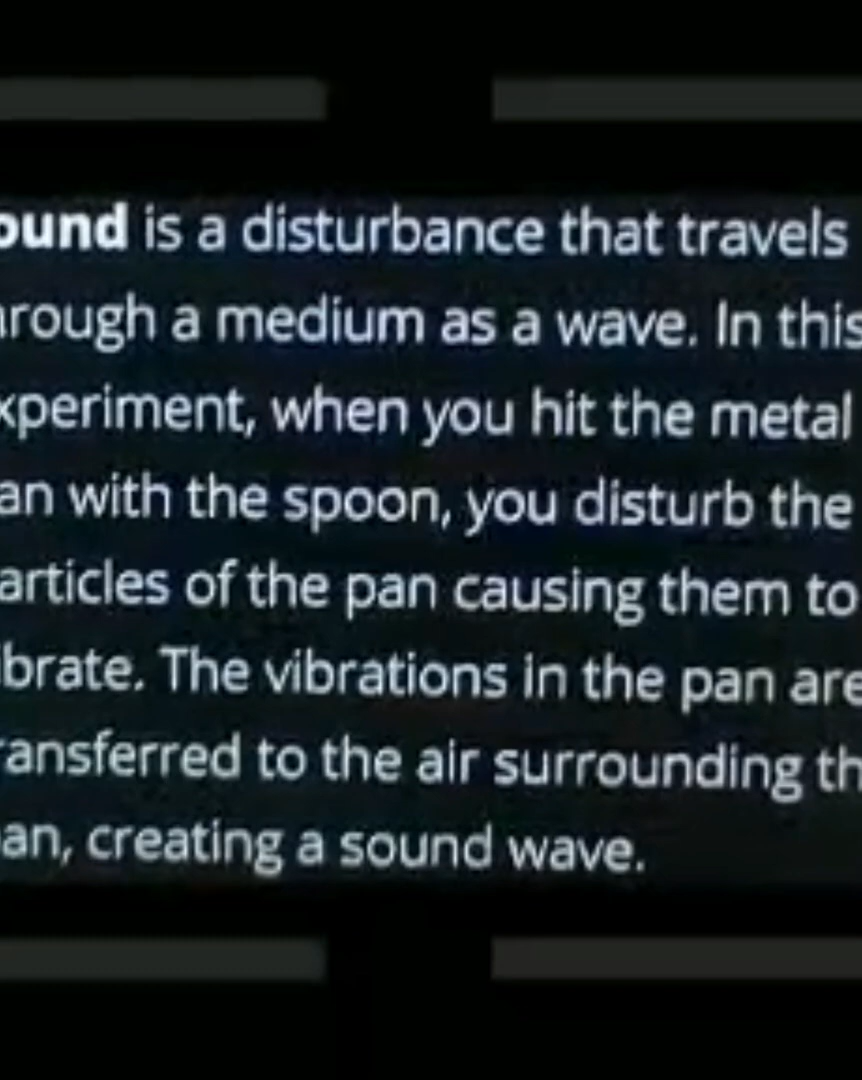 ound is a disturbance that travels
hrough a medium as a wave. In this
xperiment, when you hit the metal
an with the spoon, you disturb the
articles of the pan causing them to
brate. The vibrations in the pan are
ransferred to the air surrounding th
an, creating a sound wave.